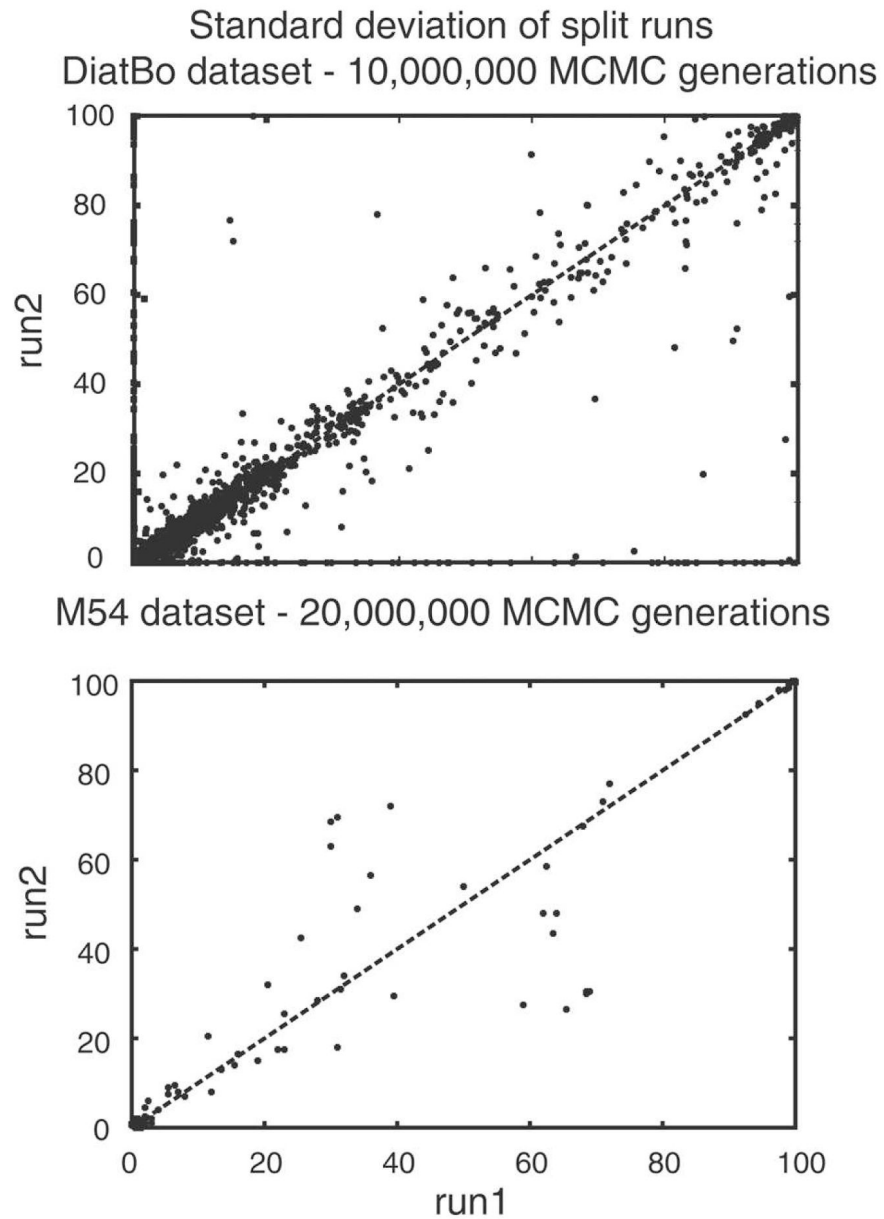 Standard deviation of split runs
DiatBo dataset - 10,000,000 MCMC generations
100
80
60
40
20
0
run2
M54 dataset - 20,000,000 MCMC generations
100
80
60
40
20
0
run2
0 20 40 60 80 100
run1